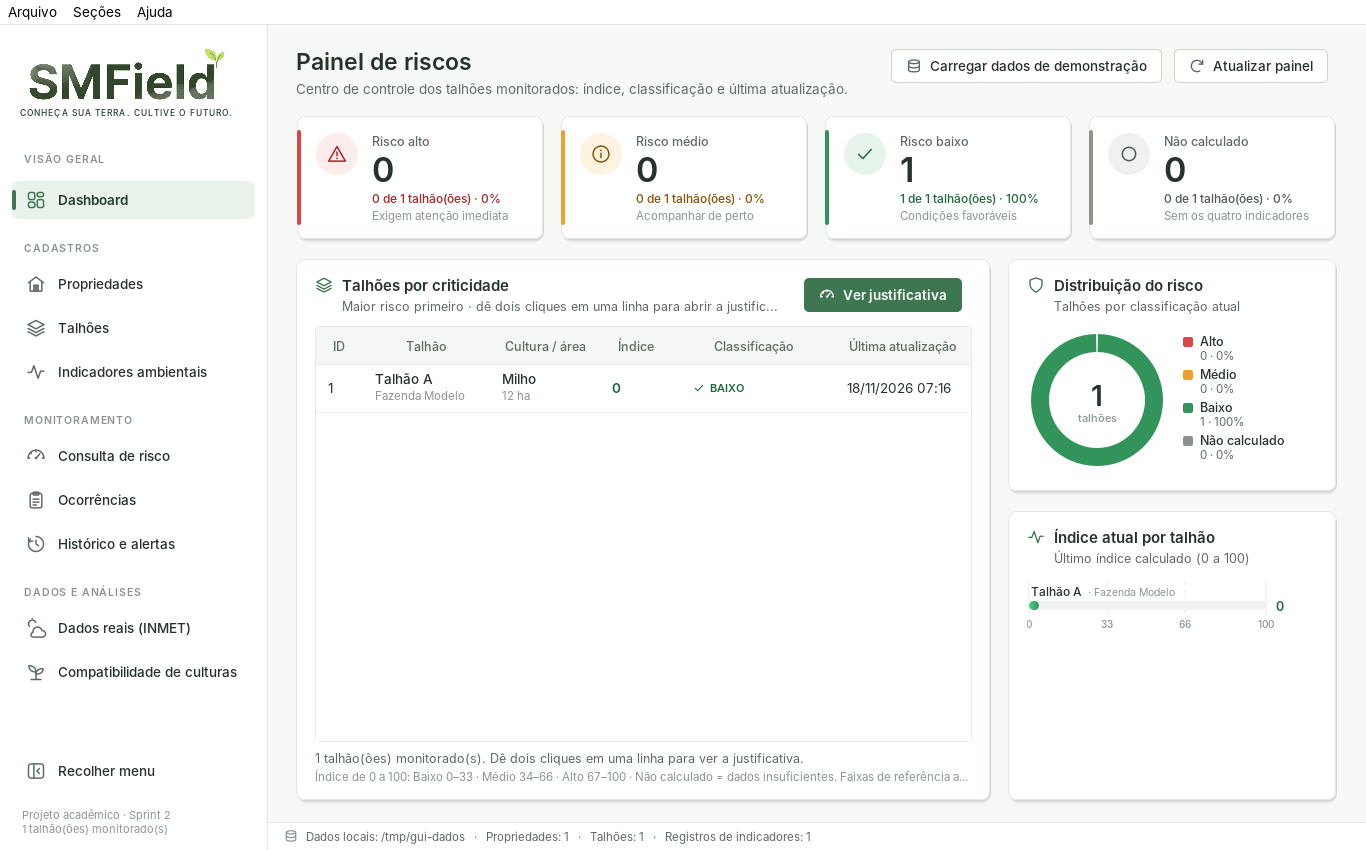 Arquivo Seções Ajuda
SMField
CONHEÇA SUA TERRA. CULTIVE O FUTURO.
VISÃO GERAL
Dashboard
CADASTROS
Propriedades
Talhões
Indicadores ambientais
MONITORAMENTO
Consulta de risco
Ocorrências
Histórico e alertas
DADOS E ANÁLISES
Dados reais (INMET)
Compatibilidade de culturas
Recolher menu
Projeto acadêmico · Sprint 2
1 talhão(ões) monitorado(s)
Painel de riscos
Centro de controle dos talhões monitorados: índice, classificação e última atualização.
Carregar dados de demonstração
Atualizar painel
Risco alto
0
0 de 1 talhão(ões) · 0%
Exigem atenção imediata
Risco médio
0
0 de 1 talhão(ões) · 0%
Acompanhar de perto
Risco baixo
1
1 de 1 talhão(ões) · 100%
Condições favoráveis
Não calculado
0
0 de 1 talhão(ões) · 0%
Sem os quatro indicadores
Talhões por criticidade
Maior risco primeiro · dê dois cliques em uma linha para abrir a justific...
Ver justificativa
ID Talhão Cultura / área Índice Classificação Última atualização
1 Talhão A Milho 0 BAIXO 18/11/2026 07:16
Fazenda Modelo 12 ha
1 talhão(ões) monitorado(s). Dê dois cliques em uma linha para ver a justificativa.
Índice de 0 a 100: Baixo 0–33 · Médio 34–66 · Alto 67–100 · Não calculado = dados insuficientes. Faixas de referência a...
Distribuição do risco
Talhões por classificação atual
1
talhões
Alto
0 · 0%
Médio
0 · 0%
Baixo
1 · 100%
Não calculado
0 · 0%
Índice atual por talhão
Último índice calculado (0 a 100)
Talhão A · Fazenda Modelo
0
0 33 66 100
Dados locais: /tmp/gui-dados · Propriedades: 1 · Talhões: 1 · Registros de indicadores: 1